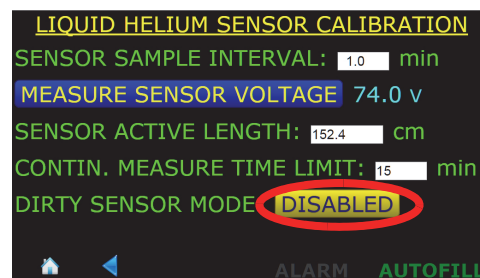 LIQUID HELIUM SENSOR CALIBRATION
SENSOR SAMPLE INTERVAL: 1.0 min
MEASURE SENSOR VOLTAGE 74.0 v
SENSOR ACTIVE LENGTH: 152.4 cm
CONTIN. MEASURE TIME LIMIT: 15 min
DIRTY SENSOR MODE DISABLED
ALARM AUTOFILL